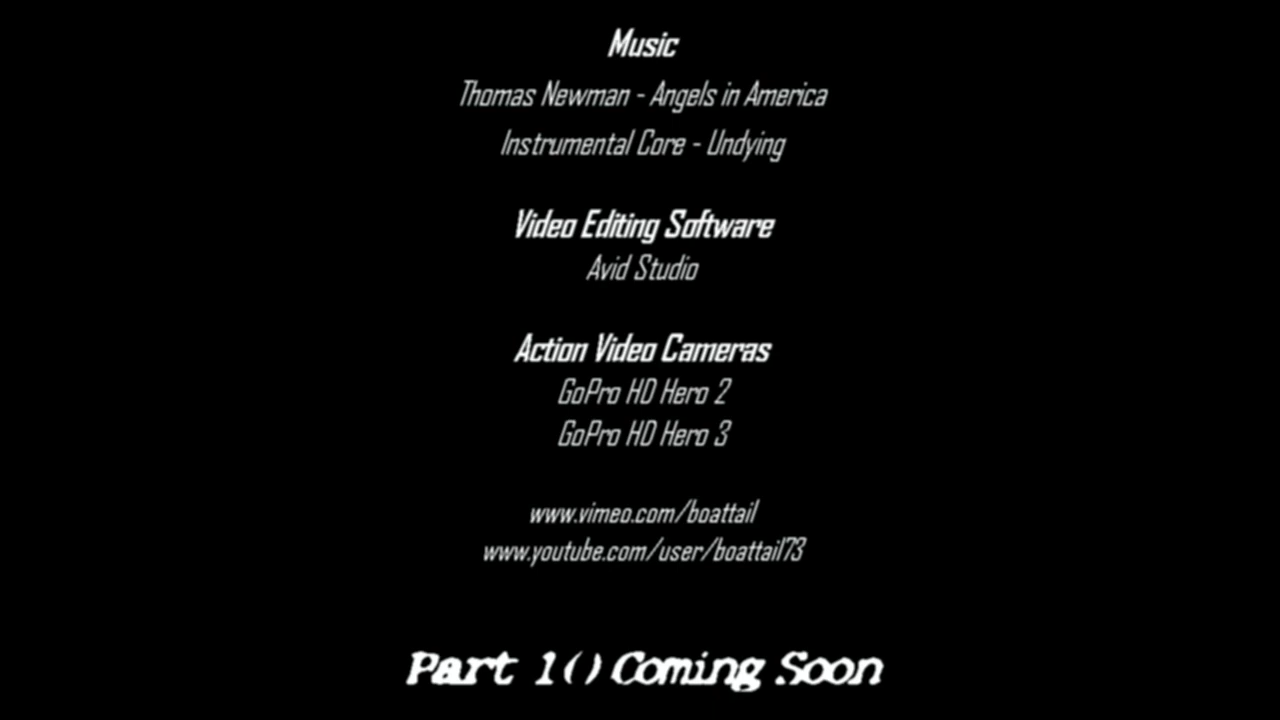 Music
Thomas Newman - Angels in America
Instrumental Core - Undying
Video Editing Software
Avid Studio
Action Video Cameras
GoPro HD Hero 2
GoPro HD Hero 3
www.vimeo.com/boattail
www.youtube.com/user/boattail73
Part 1() Coming Soon